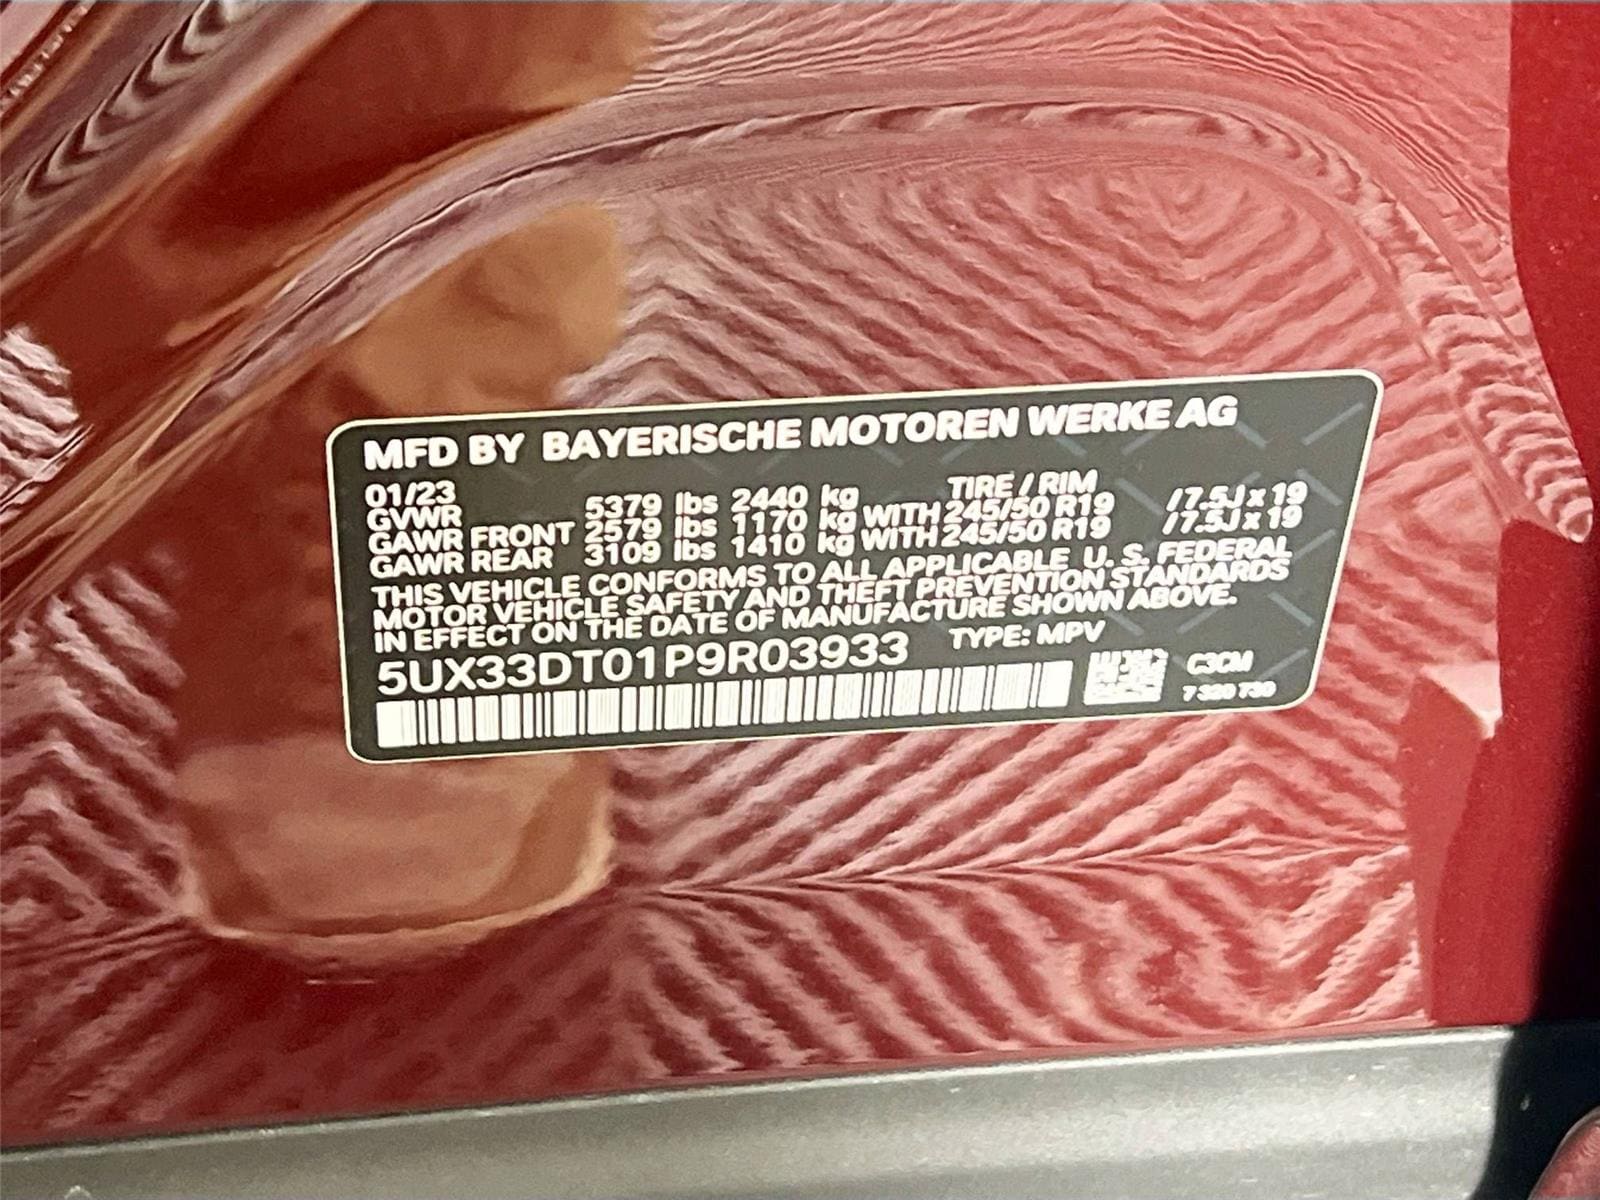 MFD BY BAYERISCHE MOTOREN WERKE AG
01/23 TIRE / RIM
GVWR 5379 lbs 2440 kg
GAWR FRONT 2579 lbs 1170 kg WITH 245/50 R19 / 7.5J x 19
GAWR REAR 3109 lbs 1410 kg WITH 245/50 R19 / 7.5J x 19
THIS VEHICLE CONFORMS TO ALL APPLICABLE U. S. FEDERAL
MOTOR VEHICLE SAFETY AND THEFT PREVENTION STANDARDS
IN EFFECT ON THE DATE OF MANUFACTURE SHOWN ABOVE.
5UX33DT01P9R03933 TYPE: MPV
C3CM
7 320 730